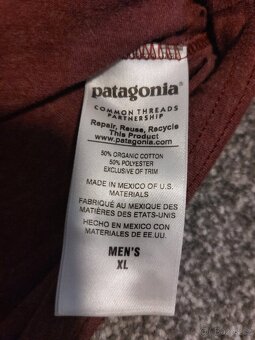 patagonia®
COMMON THREADS
PARTNERSHIP
Repair, Reuse, Recycle
This Product
www.patagonia.com
50% ORGANIC COTTON
50% POLYESTER
EXCLUSIVE OF TRIM
MADE IN MEXICO OF U.S.
MATERIALS
FABRIQUÉ AU MEXIQUE DES
MATIÈRES DES ETATS-UNIS
HECHO EN MEXICO CON
MATERIALES DE EE.UU.
MEN'S
XL